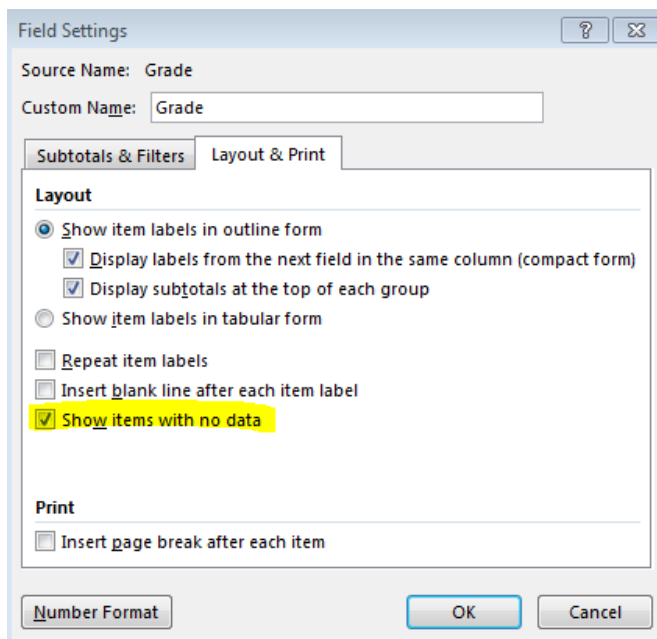 Field Settings
Source Name: Grade
Custom Name: Grade
Subtotals & Filters Layout & Print
Layout
Show item labels in outline form
Display labels from the next field in the same column (compact form)
Display subtotals at the top of each group
Show item labels in tabular form
Repeat item labels
Insert blank line after each item label
Show items with no data
Print
Insert page break after each item
Number Format OK Cancel